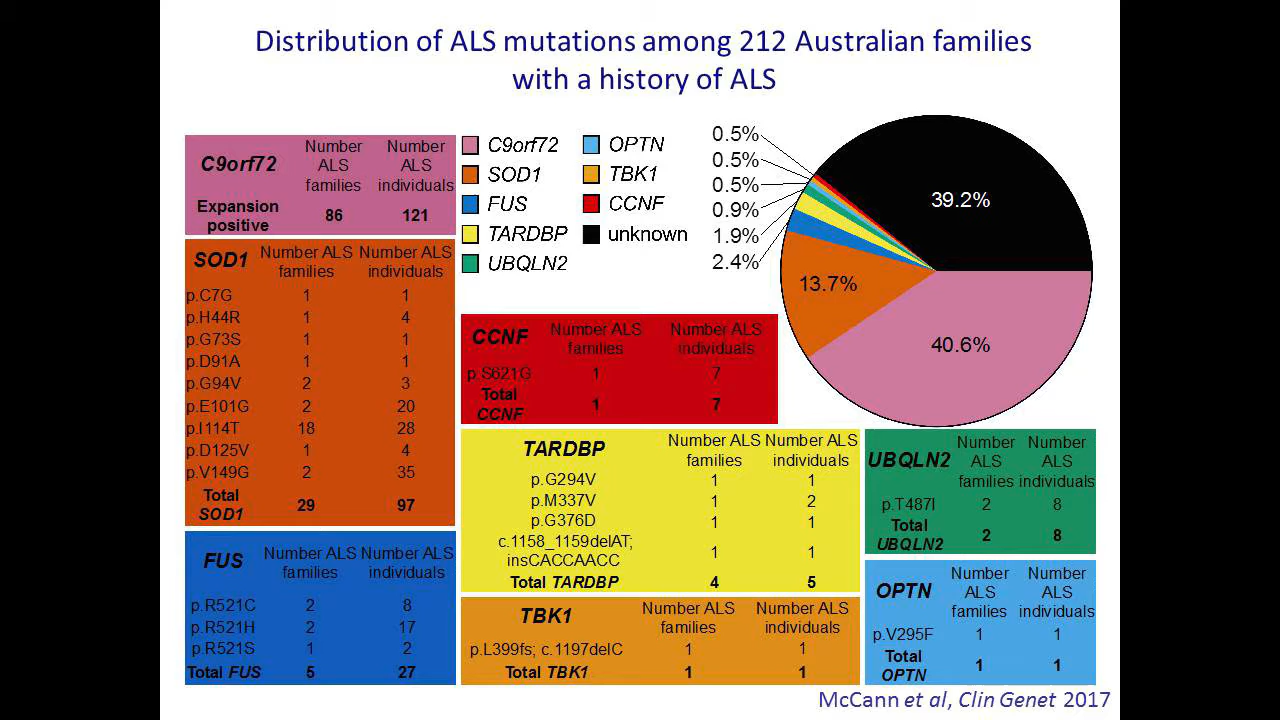 Distribution of ALS mutations among 212 Australian families
with a history of ALS
C9orf72 Number ALS families Number ALS individuals
Expansion positive 86 121
SOD1 Number ALS families Number ALS individuals
p.C7G 1 1
p.H44R 1 4
p.G73S 1 1
p.D91A 1 1
p.G94V 2 3
p.E101G 2 20
p.I114T 18 28
p.D125V 1 4
p.V149G 2 35
Total SOD1 29 97
FUS Number ALS families Number ALS individuals
p.R521C 2 8
p.R521H 2 17
p.R521S 1 2
Total FUS 5 27
C9orf72
SOD1
FUS
TARDBP
UBQLN2
OPTN
TBK1
CCNF
unknown
0.5%
0.5%
0.5%
0.9%
1.9%
2.4%
13.7%
39.2%
40.6%
CCNF Number ALS families Number ALS individuals
p.S621G 1 7
Total CCNF 1 7
TARDBP Number ALS families Number ALS individuals
p.G294V 1 1
p.M337V 1 2
p.G376D 1 1
c.1158_1159delAT; insCACCAACC 1 1
Total TARDBP 4 5
TBK1 Number ALS families Number ALS individuals
p.L399fs; c.1197delC 1 1
Total TBK1 1 1
UBQLN2 Number ALS families Number ALS individuals
p.T487I 2 8
Total UBQLN2 2 8
OPTN Number ALS families Number ALS individuals
p.V295F 1 1
Total OPTN 1 1
McCann et al, Clin Genet 2017